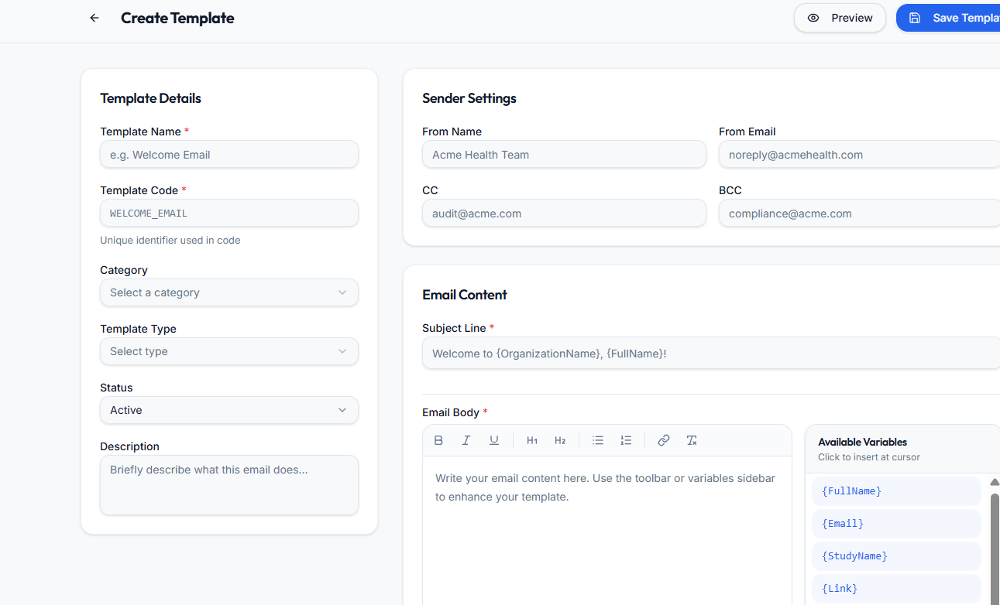 Create Template
Preview
Save Templa
Template Details
Template Name *
e.g. Welcome Email
Template Code *
WELCOME_EMAIL
Unique identifier used in code
Category
Select a category
Template Type
Select type
Status
Active
Description
Briefly describe what this email does...
Sender Settings
From Name
From Email
Acme Health Team
noreply@acmehealth.com
CC
BCC
audit@acme.com
compliance@acme.com
Email Content
Subject Line *
Welcome to {OrganizationName}, {FullName}!
Email Body *
B I U H1 H2
Write your email content here. Use the toolbar or variables sidebar
to enhance your template.
Available Variables
Click to insert at cursor
{FullName}
{Email}
{StudyName}
{Link}